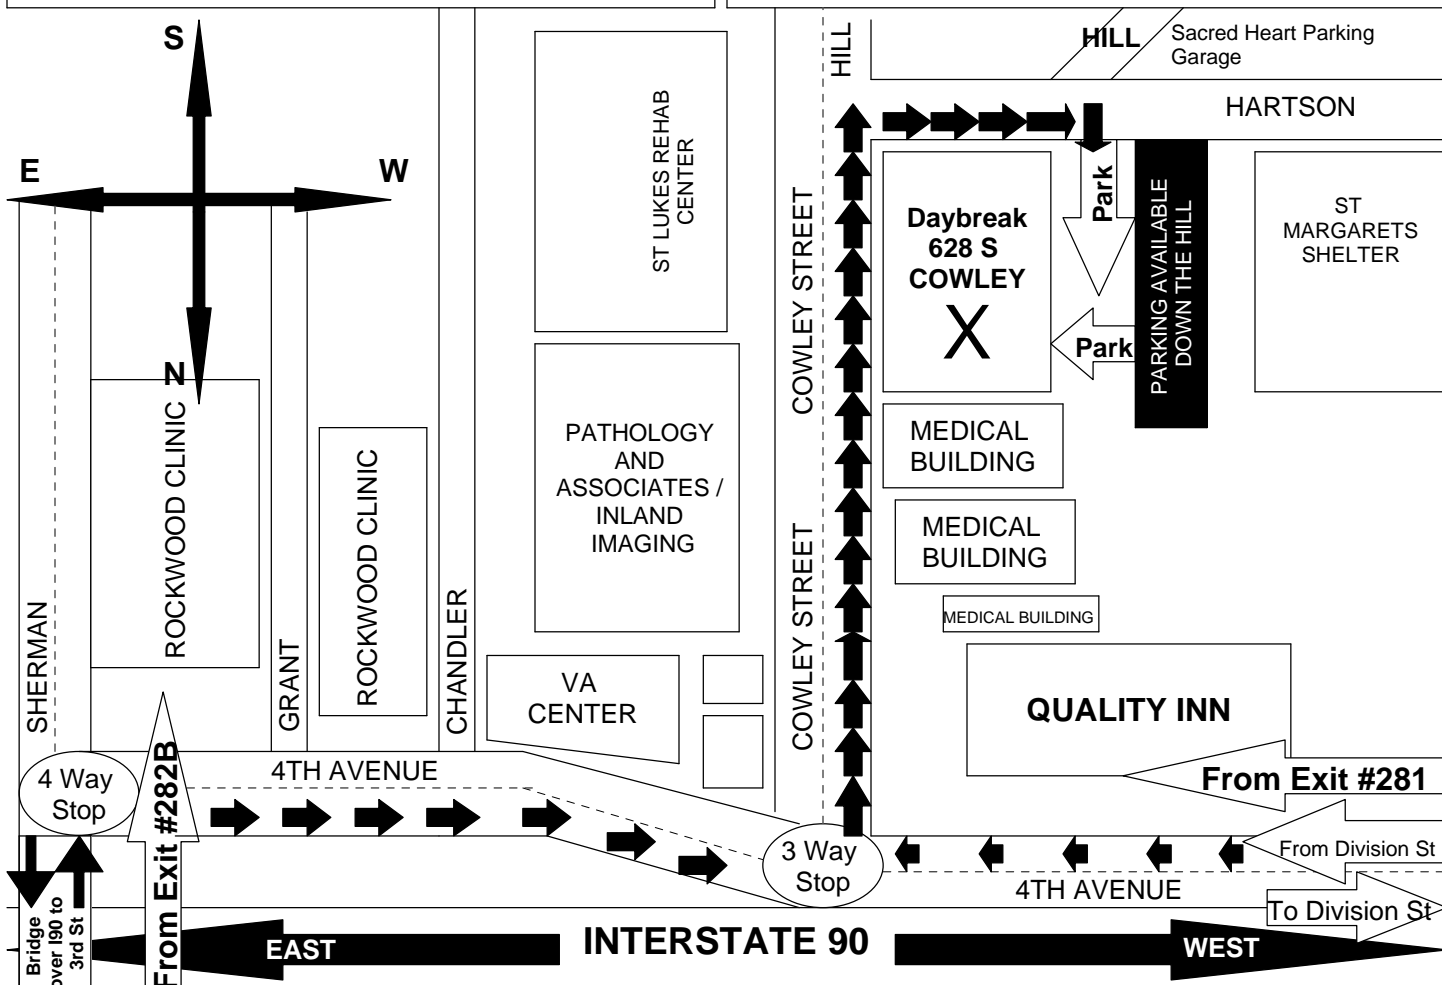 S
E
W
N
HILL
HILL
Sacred Heart Parking
Garage
HARTSON
ST LUKES REHAB
CENTER
COWLEY STREET
Daybreak
628 S
COWLEY
X
Park
Park
PARKING AVAILABLE
DOWN THE HILL
ST
MARGARETS
SHELTER
ROCKWOOD CLINIC
ROCKWOOD CLINIC
PATHOLOGY
AND
ASSOCIATES /
INLAND
IMAGING
MEDICAL
BUILDING
MEDICAL
BUILDING
MEDICAL BUILDING
SHERMAN
GRANT
CHANDLER
VA
CENTER
COWLEY STREET
QUALITY INN
4 Way
Stop
From Exit #282B
4TH AVENUE
From Exit #281
3 Way
Stop
From Division St
4TH AVENUE
To Division St
Bridge
over I90 to
3rd St
EAST
INTERSTATE 90
WEST